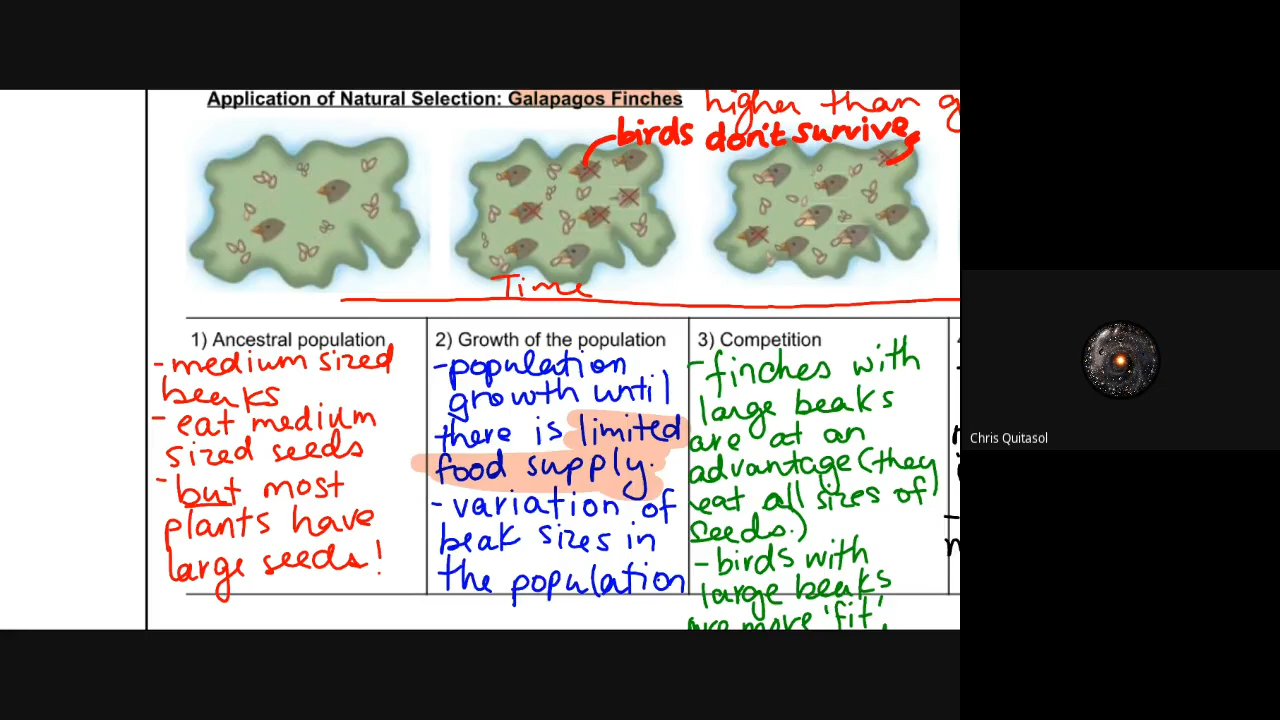 Application of Natural Selection: Galapagos Finches
higher than
birds don't survive
Time
1) Ancestral population
- medium sized
beaks
- eat medium
sized seeds
- but most
plants have
large seeds!
2) Growth of the population
- population
growth until
there is limited
food supply.
- variation of
beak sizes in
the population
3) Competition
- finches with
large beaks
are at an
advantage (they
eat all sizes of
seeds.)
- birds with
large beaks
are more 'fit'
Chris Quitasol